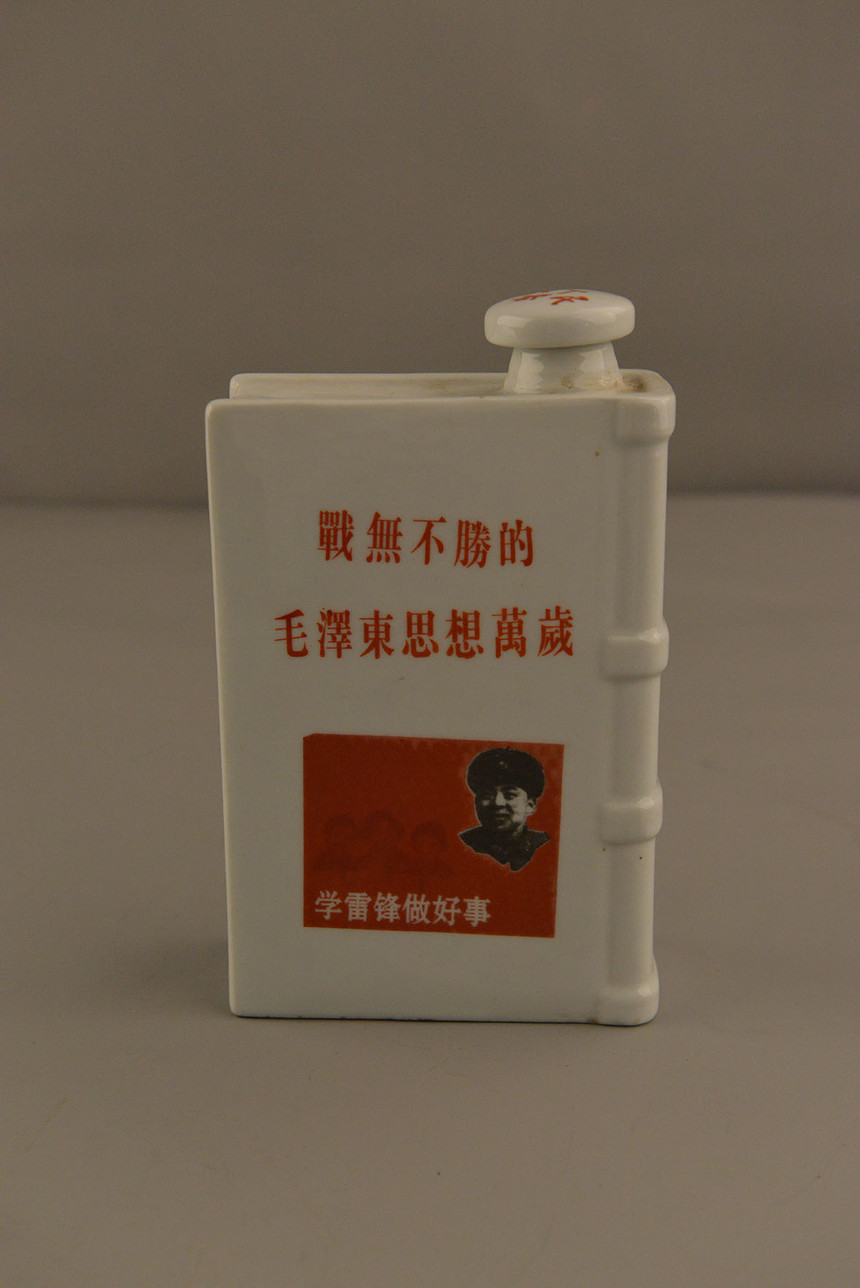 戰無不勝的
毛澤東思想萬歲
学雷锋做好事